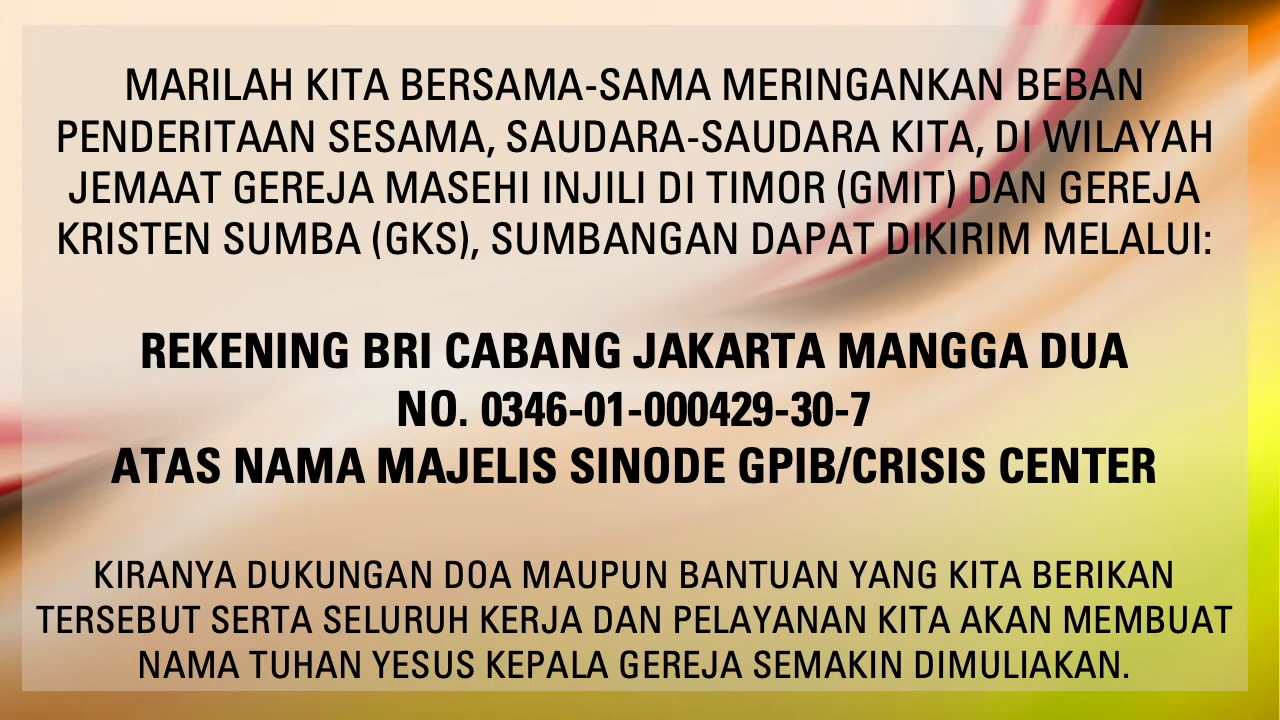 MARILAH KITA BERSAMA-SAMA MERINGANKAN BEBAN
PENDERITAAN SESAMA, SAUDARA-SAUDARA KITA, DI WILAYAH
JEMAAT GEREJA MASEHI INJILI DI TIMOR (GMIT) DAN GEREJA
KRISTEN SUMBA (GKS), SUMBANGAN DAPAT DIKIRIM MELALUI:
REKENING BRI CABANG JAKARTA MANGGA DUA
NO. 0346-01-000429-30-7
ATAS NAMA MAJELIS SINODE GPIB/CRISIS CENTER
KIRANYA DUKUNGAN DOA MAUPUN BANTUAN YANG KITA BERIKAN
TERSEBUT SERTA SELURUH KERJA DAN PELAYANAN KITA AKAN MEMBUAT
NAMA TUHAN YESUS KEPALA GEREJA SEMAKIN DIMULIAKAN.